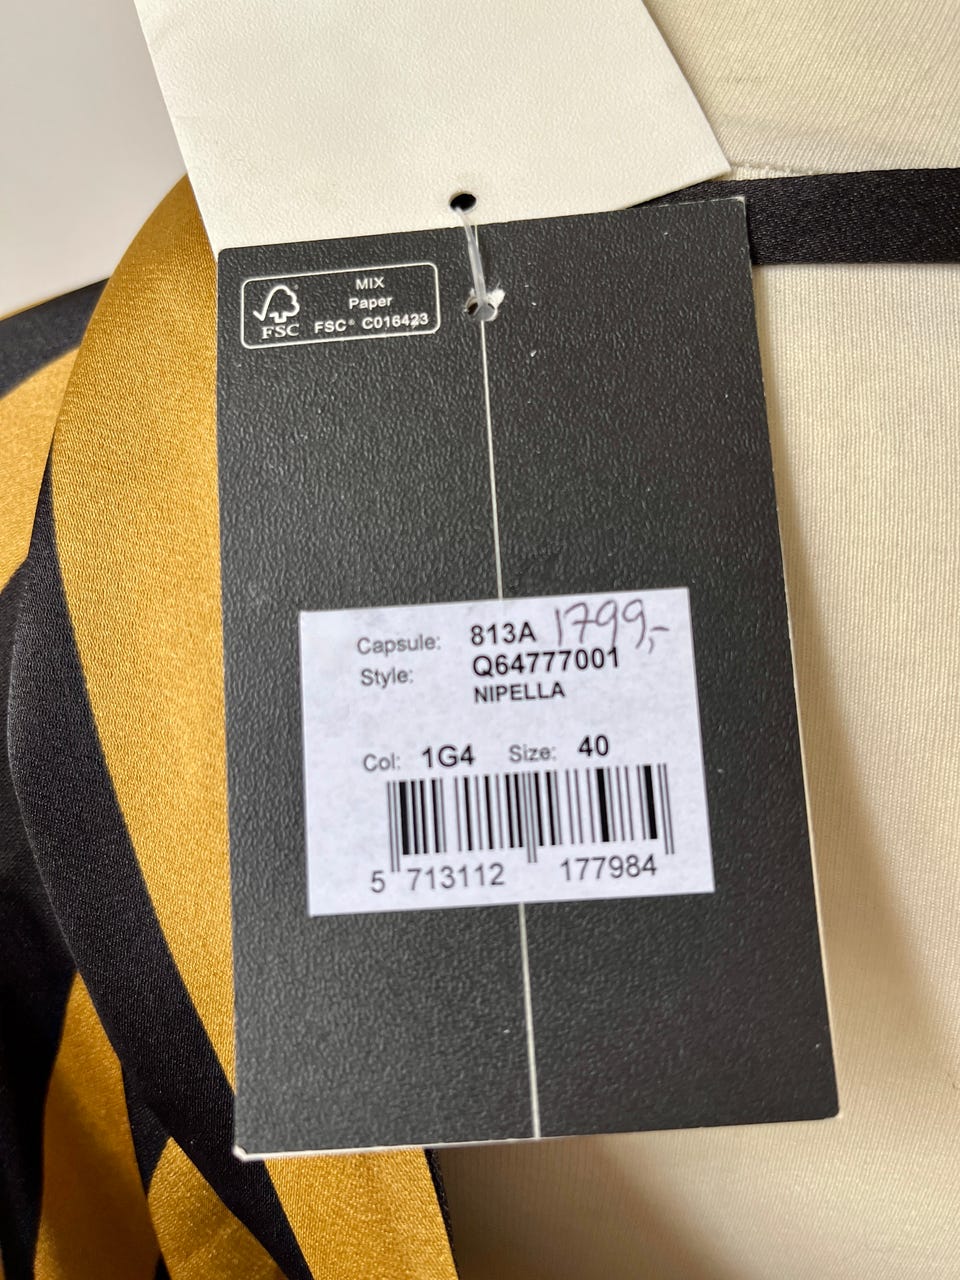 MIX
Paper
FSC FSC® C016423
Capsule: 813A 1799,-
Style: Q64777001
NIPELLA
Col: 1G4 Size: 40
5 713112 177984